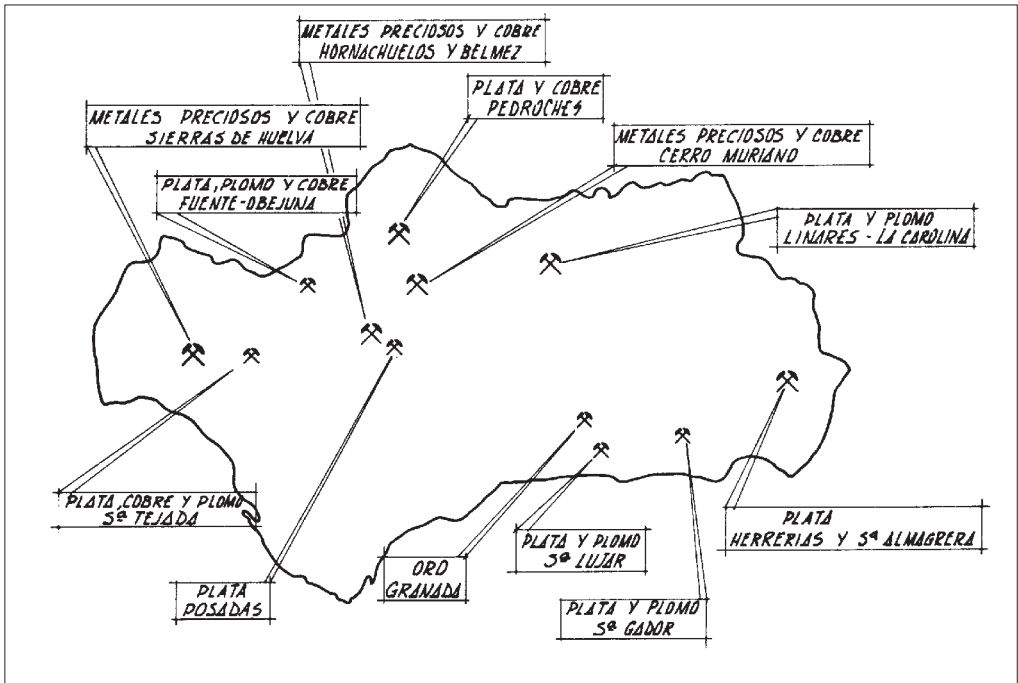 METALES PRECIOSOS Y COBRE
HORNACHUELOS Y BELMEZ
PLATA Y COBRE
PEDROCHES
METALES PRECIOSOS Y COBRE
SIERRAS DE HUELVA
METALES PRECIOSOS Y COBRE
CERRO MURIANO
PLATA, PLOMO Y COBRE
FUENTE-OBEJUNA
PLATA Y PLOMO
LINARES - LA CAROLINA
PLATA, COBRE Y PLOMO
Sª TEJADA
PLATA
POSADAS
ORO
GRANADA
PLATA Y PLOMO
Sª LUJAR
PLATA Y PLOMO
Sª GADOR
PLATA
HERRERIAS Y Sª ALMAGRERA